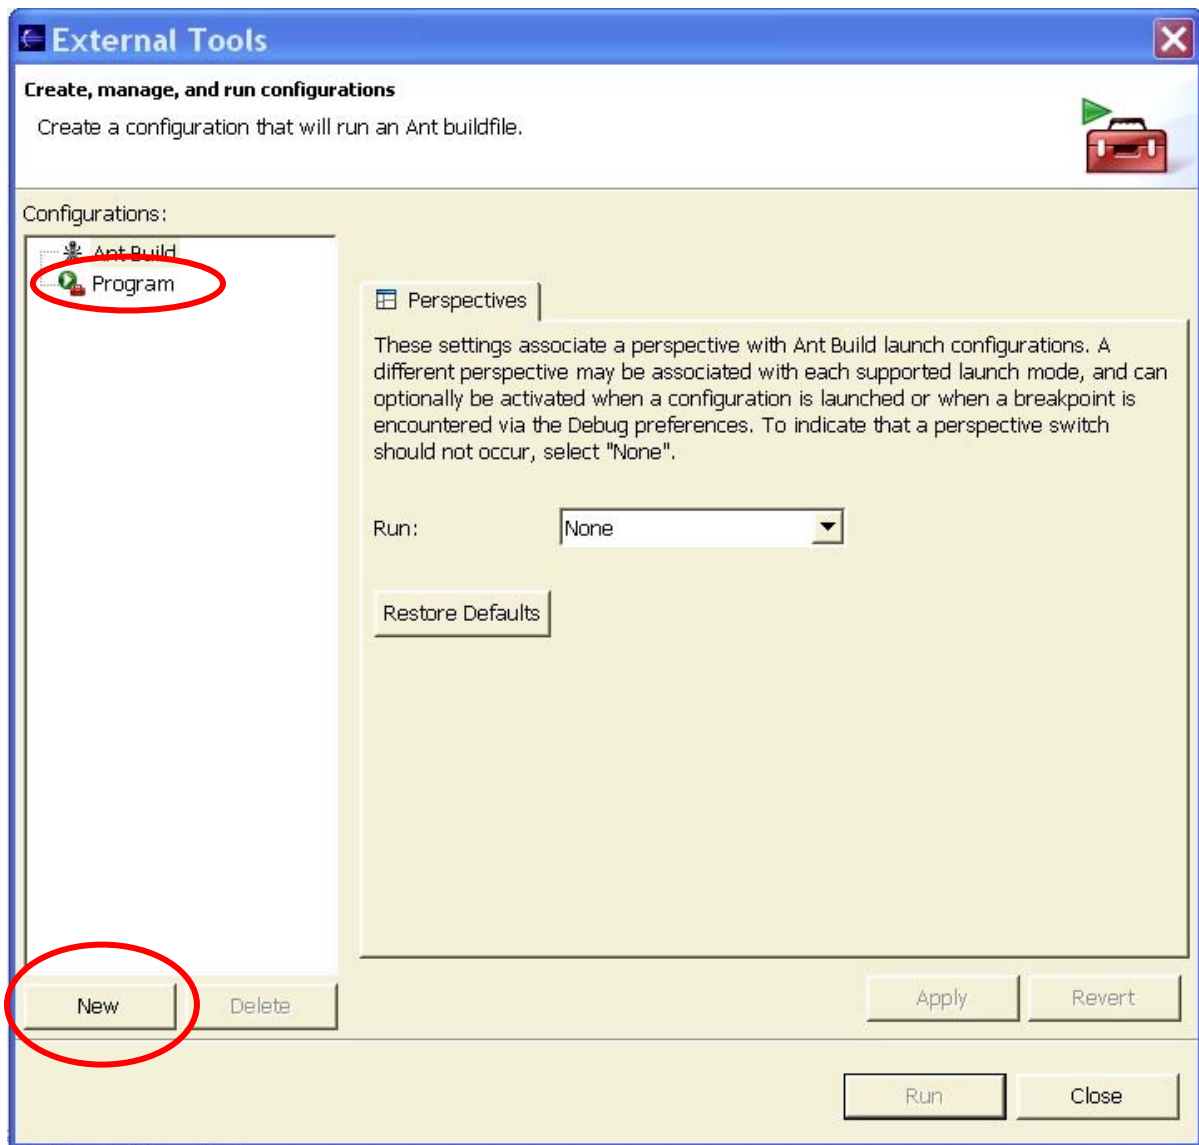 External Tools
Create, manage, and run configurations
Create a configuration that will run an Ant buildfile.
Configurations:
Ant Build
Program
Perspectives
These settings associate a perspective with Ant Build launch configurations. A
different perspective may be associated with each supported launch mode, and can
optionally be activated when a configuration is launched or when a breakpoint is
encountered via the Debug preferences. To indicate that a perspective switch
should not occur, select "None".
Run:
None
Restore Defaults
New
Delete
Apply
Revert
Run
Close